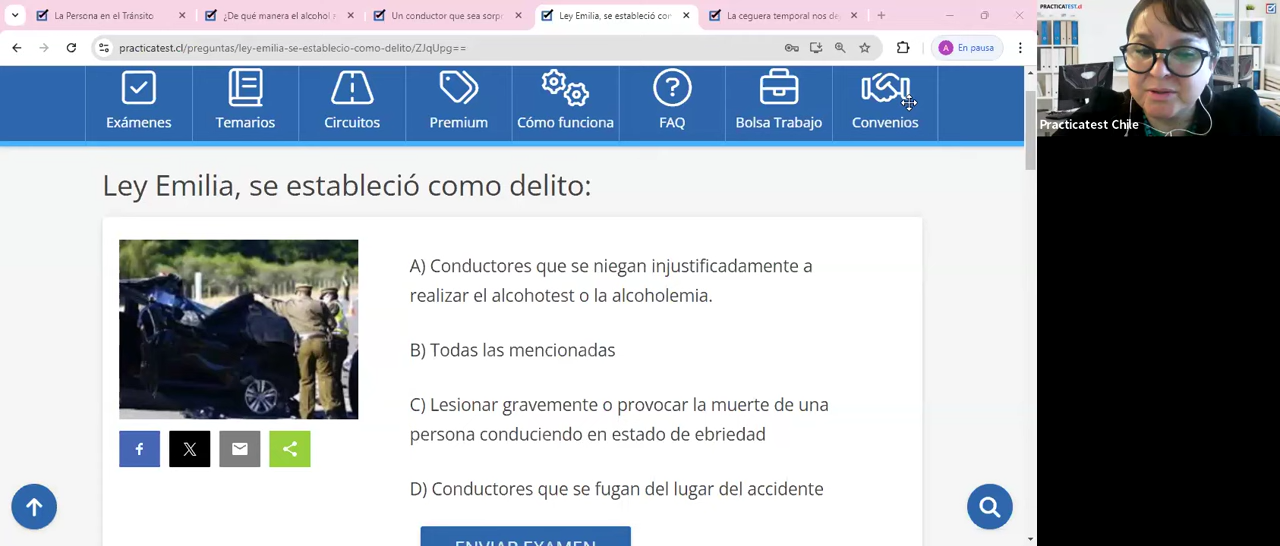 La Persona en el Tránsito
¿De qué manera el alcohol
Un conductor que sea sorp
Ley Emilia, se estableció con
La ceguera temporal nos de
practicatest.cl/preguntas/ley-emilia-se-establecio-como-delito/ZJqUpg==
A
En pausa
PRACTICATEST.cl
Exámenes
Temarios
Circuitos
Premium
Cómo funciona
FAQ
Bolsa Trabajo
Convenios
Practicatest Chile
Ley Emilia, se estableció como delito:
A) Conductores que se niegan injustificadamente a
realizar el alcohotest o la alcoholemia.
B) Todas las mencionadas
C) Lesionar gravemente o provocar la muerte de una
persona conduciendo en estado de ebriedad
D) Conductores que se fugan del lugar del accidente
ENVIAR EXAMEN